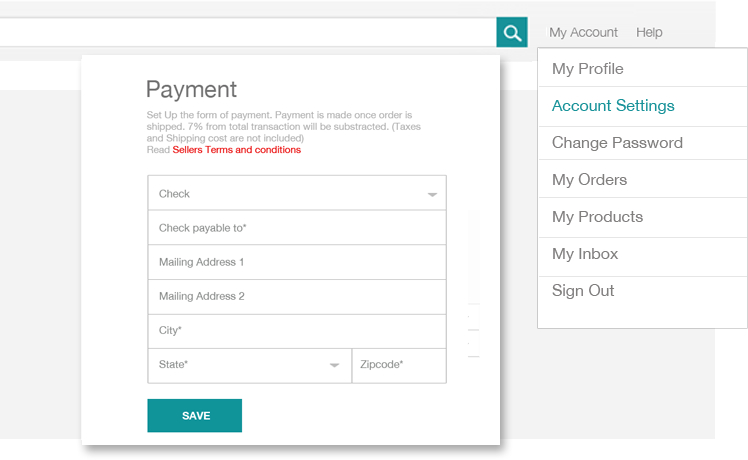 My Account Help
Payment
Set Up the form of payment. Payment is made once order is
shipped. 7% from total transaction will be substracted. (Taxes
and Shipping cost are not included)
Read Sellers Terms and conditions
Check
Check payable to*
Mailing Address 1
Mailing Address 2
City*
State*
Zipcode*
SAVE
My Profile
Account Settings
Change Password
My Orders
My Products
My Inbox
Sign Out